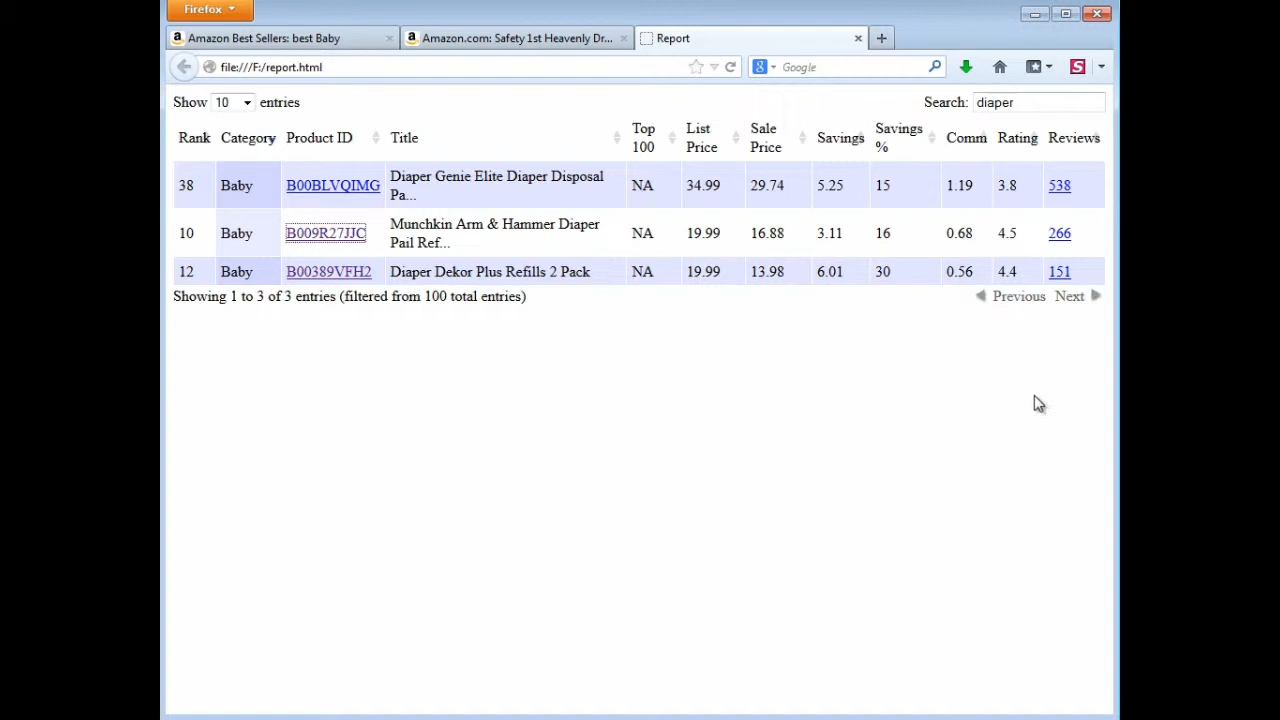 Firefox
Amazon Best Sellers: best Baby
Amazon.com: Safety 1st Heavenly Dr...
Report
file:///F:/report.html
Google
Show 10 entries
Search: diaper
Rank Category Product ID Title Top 100 List Price Sale Price Savings Savings % Comm Rating Reviews
38 Baby B00BLVQIMG Diaper Genie Elite Diaper Disposal Pa... NA 34.99 29.74 5.25 15 1.19 3.8 538
10 Baby B009R27JJC Munchkin Arm & Hammer Diaper Pail Ref... NA 19.99 16.88 3.11 16 0.68 4.5 266
12 Baby B00389VFH2 Diaper Dekor Plus Refills 2 Pack NA 19.99 13.98 6.01 30 0.56 4.4 151
Showing 1 to 3 of 3 entries (filtered from 100 total entries)
Previous Next